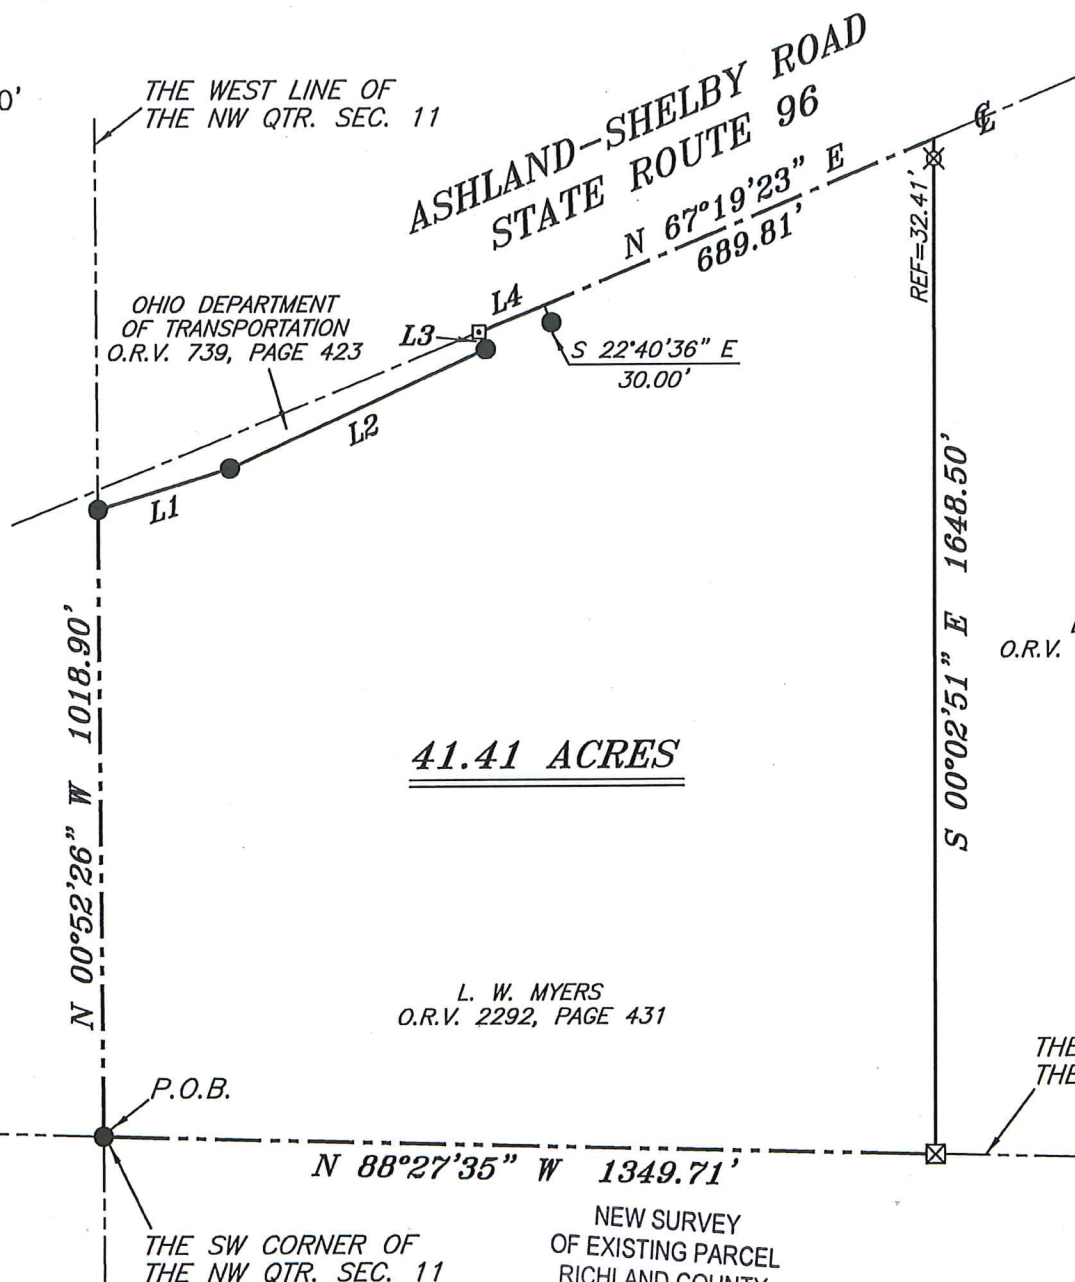 0'
THE WEST LINE OF
THE NW QTR. SEC. 11
ASHLAND-SHELBY ROAD
STATE ROUTE 96
N 67°19'23" E
689.81'
℄
REF=32.41'
L4
OHIO DEPARTMENT
OF TRANSPORTATION
O.R.V. 739, PAGE 423
L3
S 22°40'36" E
30.00'
L2
L1
N 00°52'26" W 1018.90'
S 00°02'51" E 1648.50'
O.R.V.
41.41 ACRES
L. W. MYERS
O.R.V. 2292, PAGE 431
THE
THE
P.O.B.
N 88°27'35" W 1349.71'
THE SW CORNER OF
THE NW QTR. SEC. 11
NEW SURVEY
OF EXISTING PARCEL
RICHLAND COUNTY